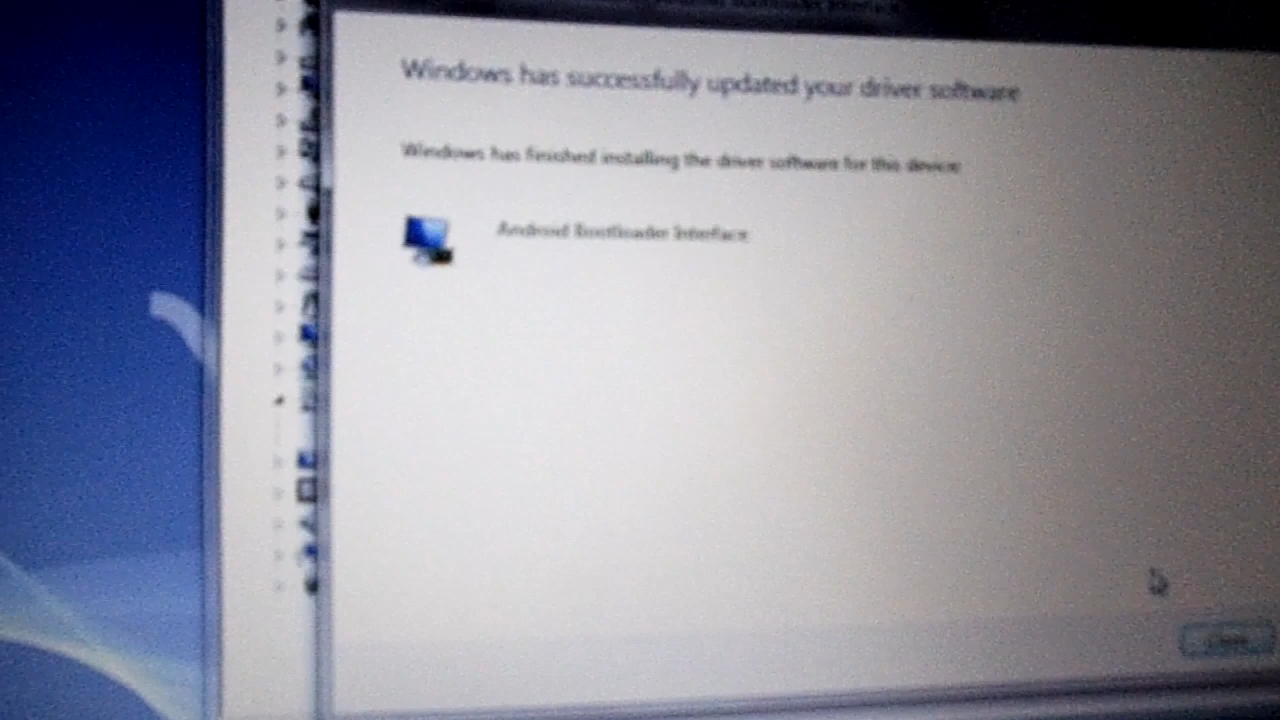 Windows has successfully updated your driver software
Windows has finished installing the driver software for this device:
Android Bootloader Interface
Close